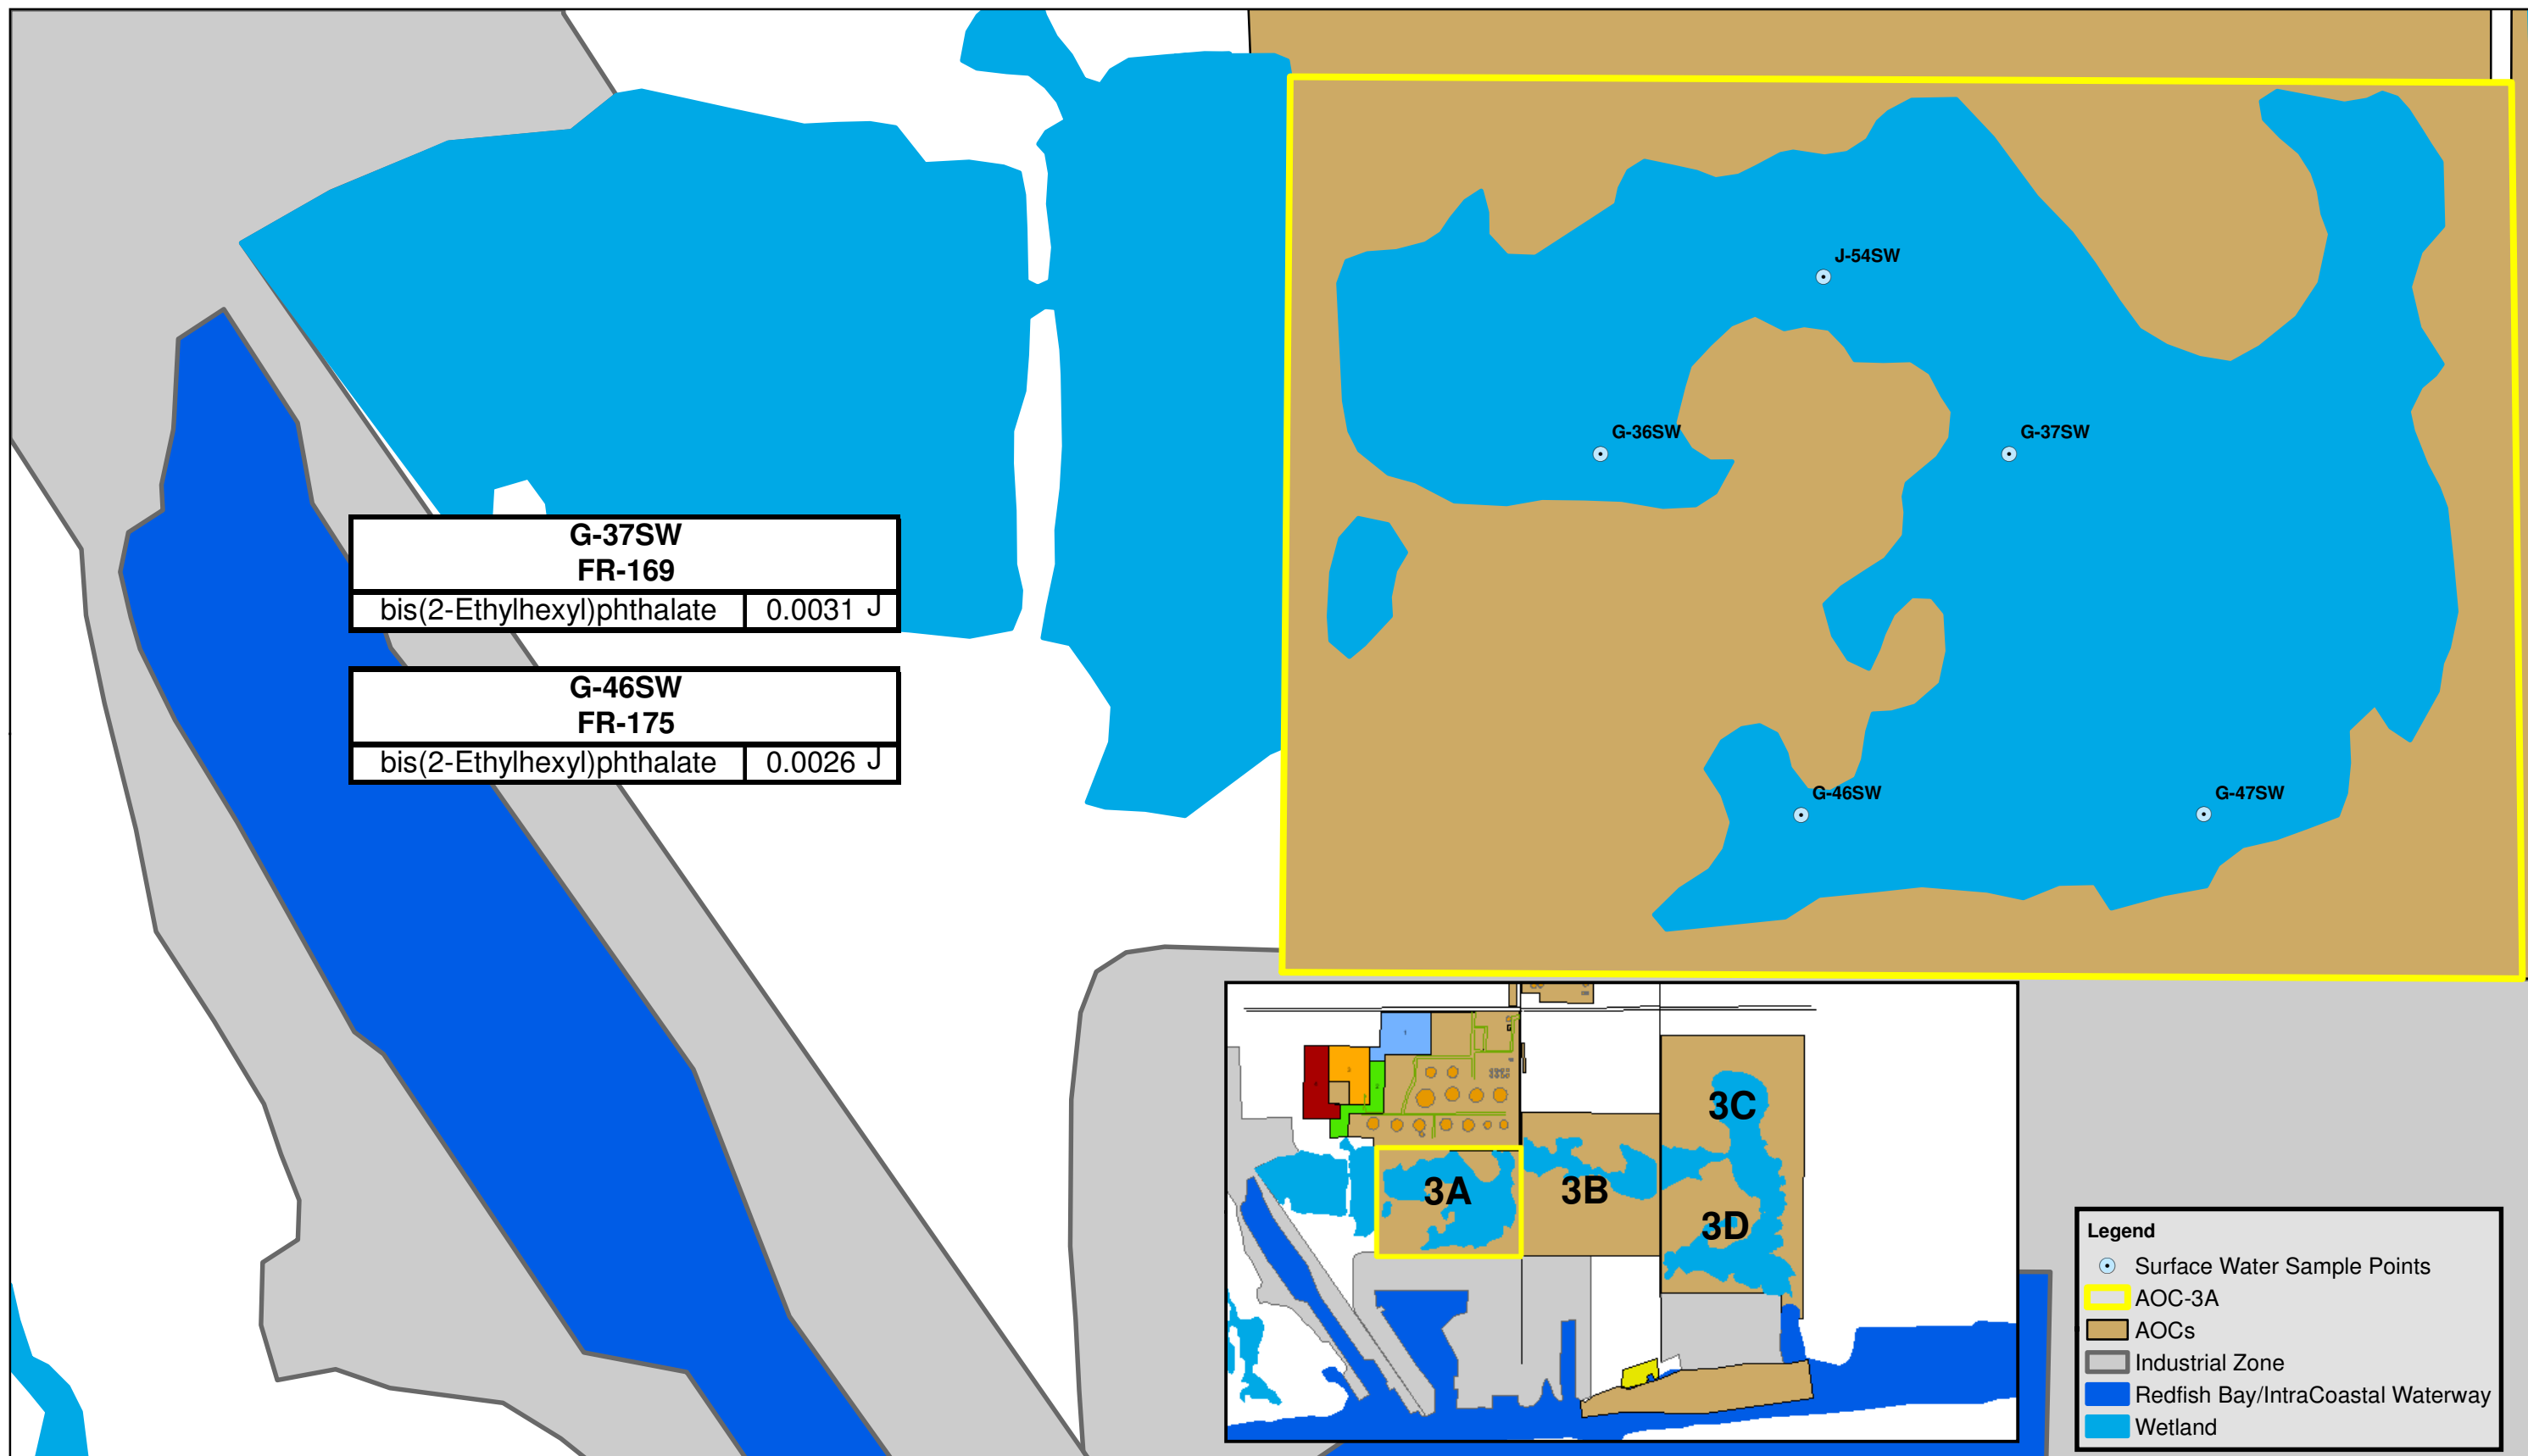 J-54SW
G-36SW
G-37SW
G-37SW
FR-169
bis(2-Ethylhexyl)phthalate 0.0031 J
G-46SW
FR-175
bis(2-Ethylhexyl)phthalate 0.0026 J
G-46SW
G-47SW
3C
3A
3B
3D
Legend
Surface Water Sample Points
AOC-3A
AOCs
Industrial Zone
Redfish Bay/IntraCoastal Waterway
Wetland